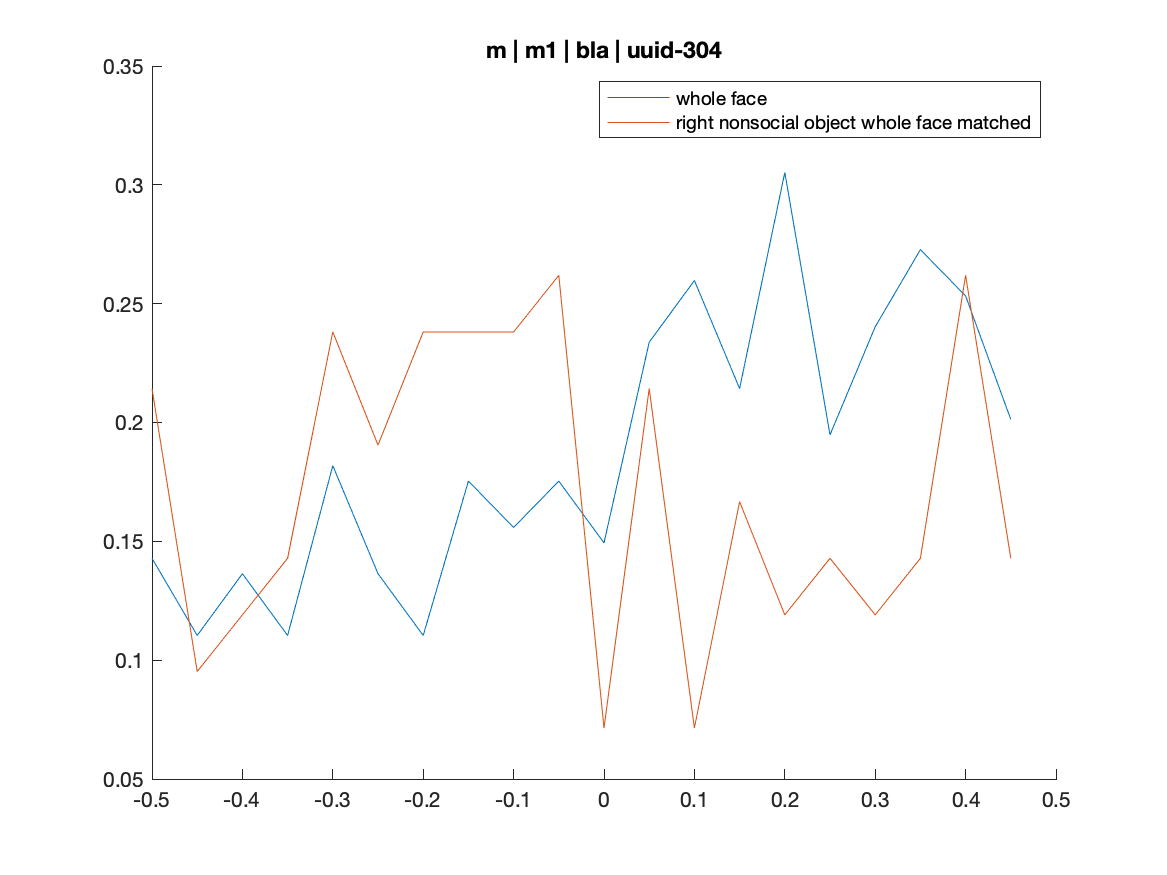 m | m1 | bla | uuid-304
0.35
whole face
right nonsocial object whole face matched
0.3
0.25
0.2
0.15
0.1
0.05
-0.5 -0.4 -0.3 -0.2 -0.1 0 0.1 0.2 0.3 0.4 0.5